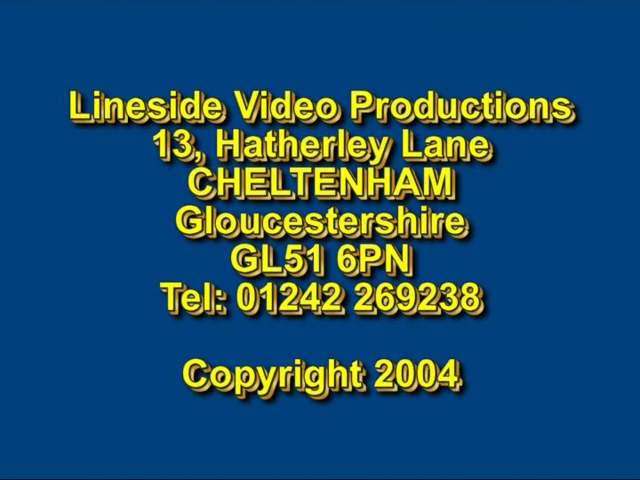 Lineside Video Productions
13, Hatherley Lane
CHELTENHAM
Gloucestershire
GL51 6PN
Tel: 01242 269238
Copyright 2004